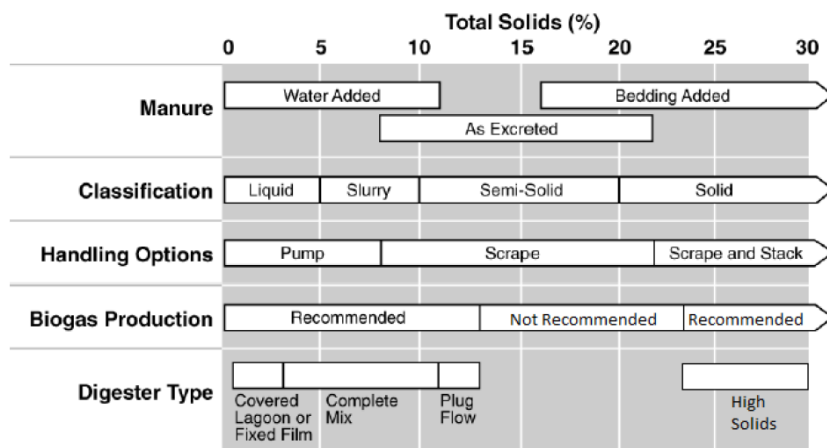 Total Solids (%)
0 5 10 15 20 25 30
Manure
Water Added
Bedding Added
As Excreted
Classification
Liquid Slurry Semi-Solid Solid
Handling Options
Pump Scrape Scrape and Stack
Biogas Production
Recommended Not Recommended Recommended
Digester Type
Covered
Lagoon or
Fixed Film
Complete
Mix
Plug
Flow
High
Solids